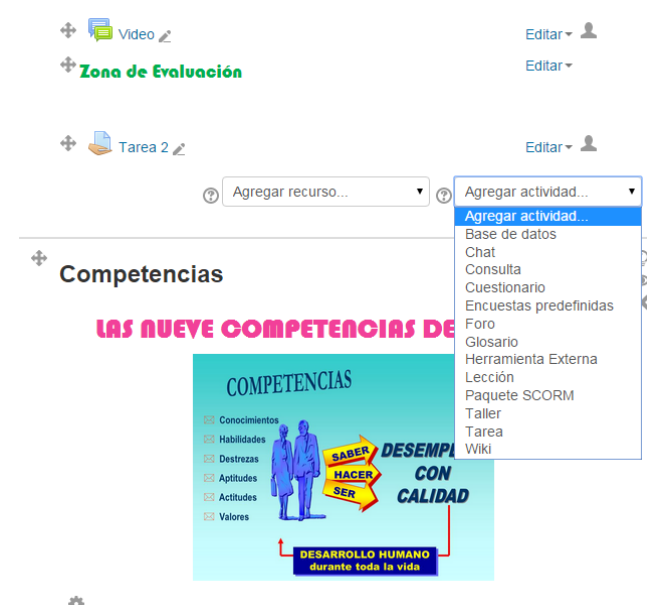 Video
Editar
Zona de Evaluación
Editar
Tarea 2
Editar
Agregar recurso...
Agregar actividad...
Agregar actividad...
Base de datos
Chat
Consulta
Cuestionario
Encuestas predefinidas
Foro
Glosario
Herramienta Externa
Lección
Paquete SCORM
Taller
Tarea
Wiki
Competencias
LAS NUEVE COMPETENCIAS DE
COMPETENCIAS
Conocimientos
Habilidades
Destrezas
Aptitudes
Actitudes
Valores
SABER
HACER
SER
DESEMPE
CON
CALIDAD
DESARROLLO HUMANO
durante toda la vida